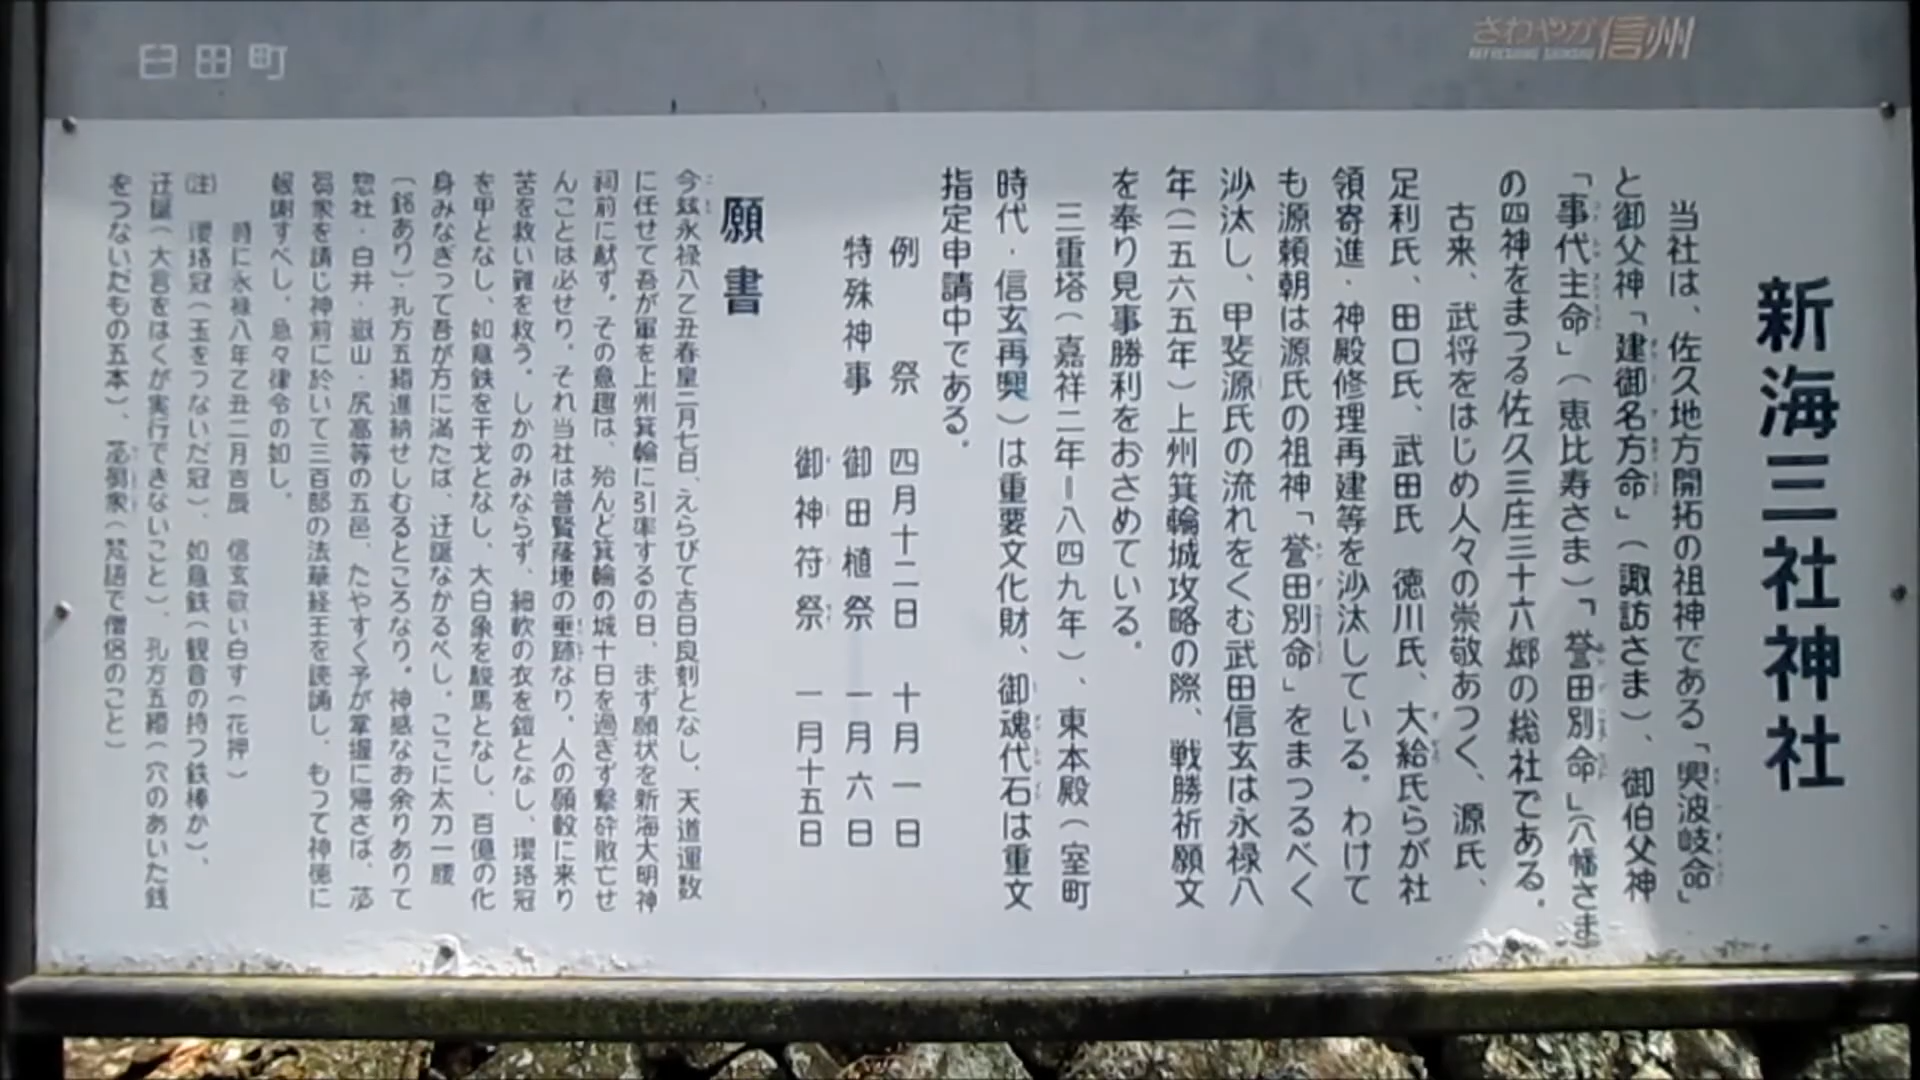 臼田町
さわやか信州
REFRESHING SHINSHU
新海三社神社
当社は、佐久地方開拓の祖神である「興波岐命」
と御父神「建御名方命」（諏訪さま）、御伯父神
「事代主命」（恵比寿さま）「誉田別命」（八幡さま）
の四神をまつる佐久三庄三十六郷の総社である。
古来、武将をはじめ人々の崇敬あつく、源氏、
足利氏、田口氏、武田氏　徳川氏、大給氏らが社
領寄進・神殿修理再建等を沙汰している。わけて
も源頼朝は源氏の祖神「誉田別命」をまつるべく
沙汰し、甲斐源氏の流れをくむ武田信玄は永禄八
年（一五六五年）上州箕輪城攻略の際、戦勝祈願文
を奉り見事勝利をおさめている。
三重塔（嘉祥二年＝八四九年）、東本殿（室町
時代・信玄再興）は重要文化財、御魂代石は重文
指定申請中である。
例祭　四月十二日　十月一日
特殊神事　御田植祭　一月六日
御神符祭　一月十五日
願書
今茲永禄八乙丑春皇二月七日、えらびて吉日良刻となし、天道運数
に任せて吾が軍を上州箕輪に引率するの日、まず願状を新海大明神
祠前に献ず。その意趣は、殆んど箕輪の城十日を過ぎず撃砕敗亡せ
んことは必せり。それ当社は普賢薩埵の垂跡なり。人の願轂に来り
苦を救い難を救う。しかのみならず、細軟の衣を鎧となし、瓔珞冠
を甲となし、如意鉄を干戈となし、大白象を駿馬となし、百億の化
身みなぎって吾が方に満たば、迂誕なかるべし。ここに太刀一腰
（銘あり）・孔方五緡進納せしむるところなり。神感なお余りありて
惣社・白井・嶽山・尻高等の五邑、たやすく予が掌握に帰さば、苾
芻衆を請じ神前に於いて三百部の法華経王を読誦し、もって神徳に
報謝すべし。急々律令の如し。
時に永禄八年乙丑二月吉辰　信玄敬い白す（花押）
（注）　瓔珞冠（玉をつないだ冠）、如意鉄（観音の持つ鉄棒か）、
迂誕（大言をはくが実行できないこと）、孔方五緡（穴のあいた銭
をつないだもの五本）、苾芻衆（梵語で僧侶のこと）